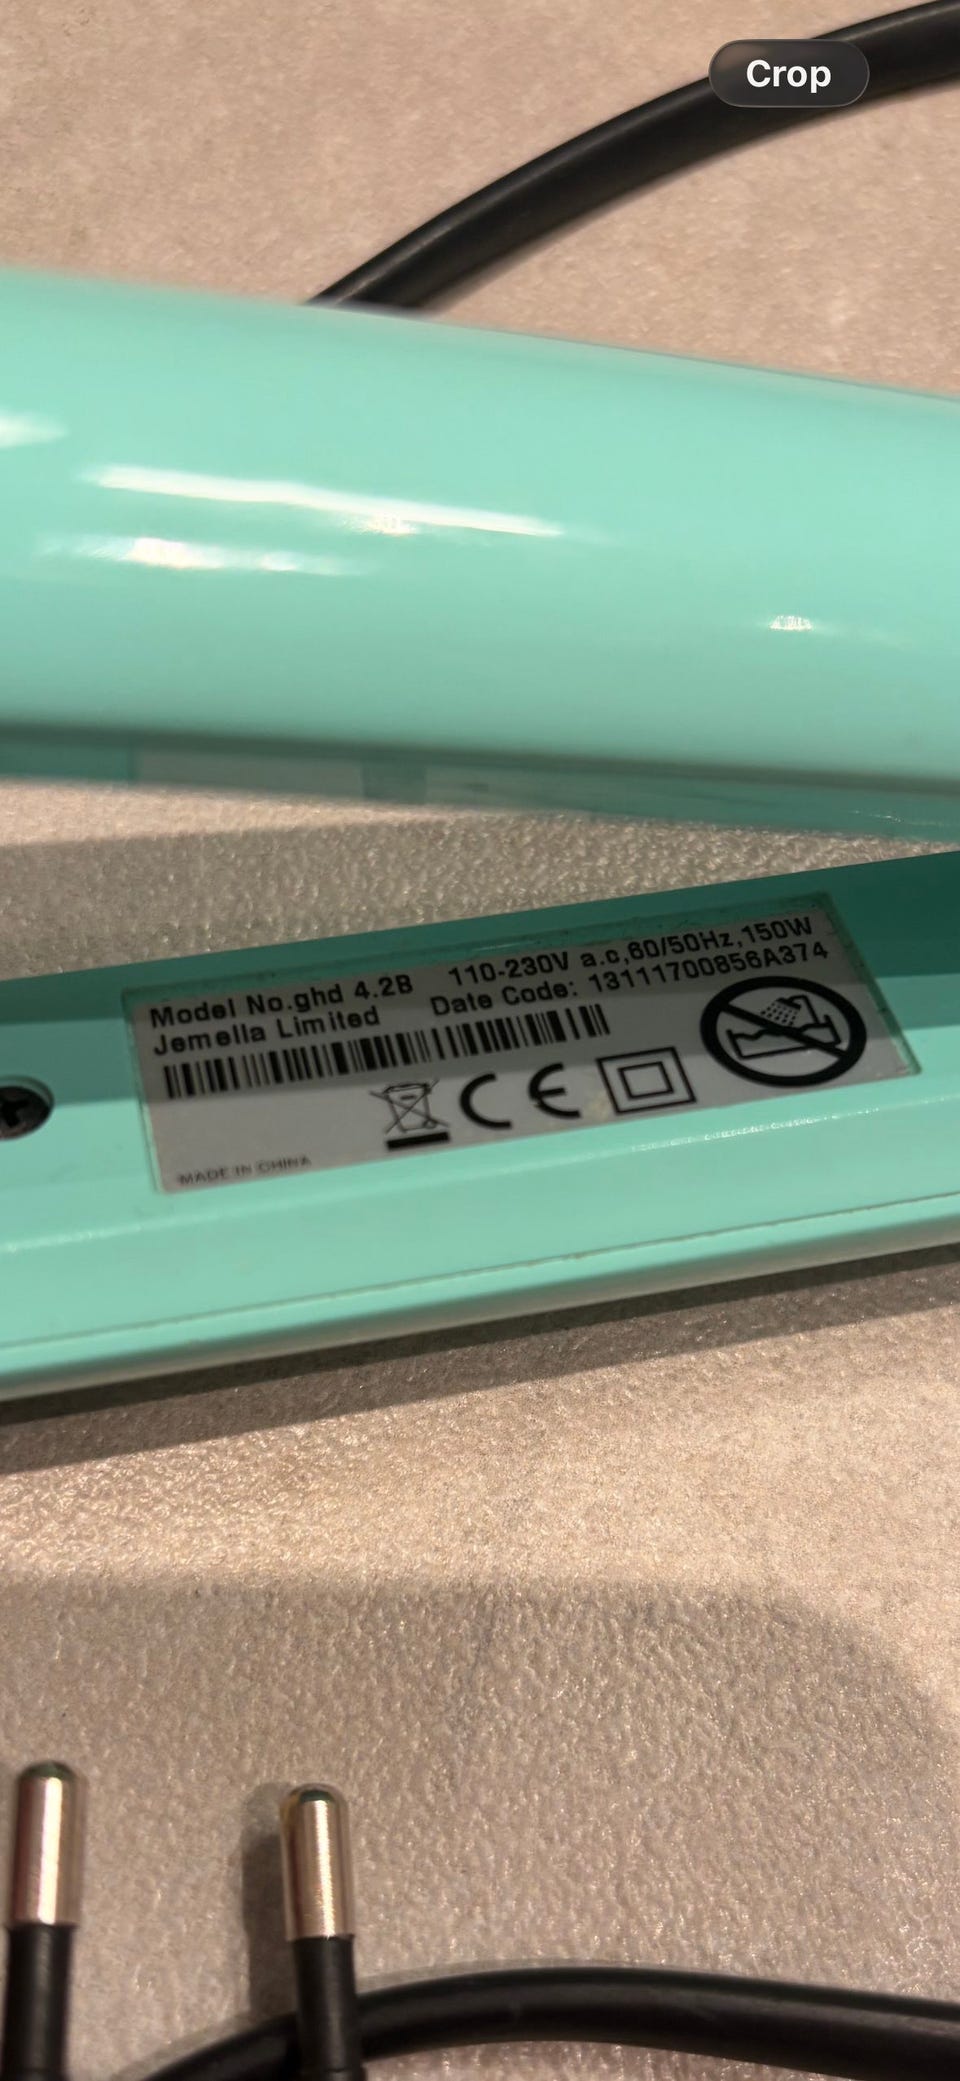 Crop
Model No.ghd 4.2B 110-230V a.c,60/50Hz,150W
Jemella Limited Date Code: 13111700856A374
CE
MADE IN CHINA